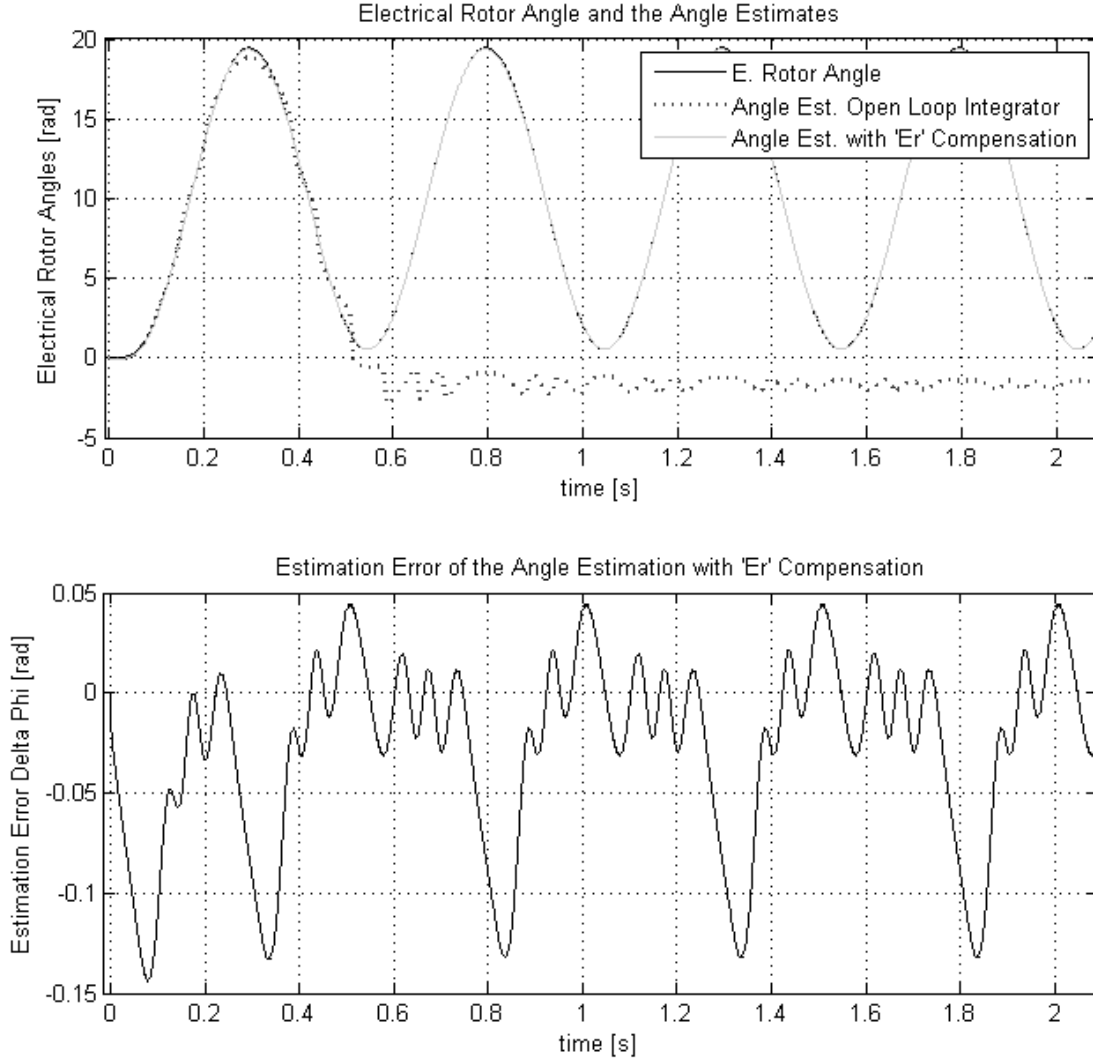 Electrical Rotor Angle and the Angle Estimates
20
15
10
5
0
-5
Electrical Rotor Angles [rad]
E. Rotor Angle
Angle Est. Open Loop Integrator
Angle Est. with 'Er' Compensation
0 0.2 0.4 0.6 0.8 1 1.2 1.4 1.6 1.8 2
time [s]
Estimation Error of the Angle Estimation with 'Er' Compensation
0.05
0
-0.05
-0.1
-0.15
Estimation Error Delta Phi [rad]
0 0.2 0.4 0.6 0.8 1 1.2 1.4 1.6 1.8 2
time [s]